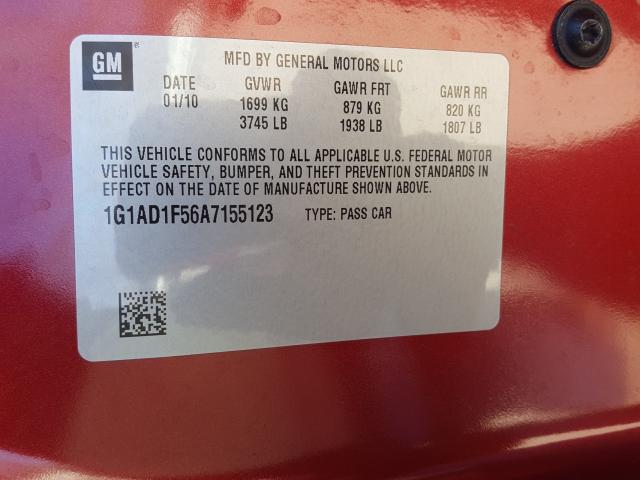 GM
MFD BY GENERAL MOTORS LLC
DATE GVWR GAWR FRT GAWR RR
01/10 1699 KG 879 KG 820 KG
3745 LB 1938 LB 1807 LB
THIS VEHICLE CONFORMS TO ALL APPLICABLE U.S. FEDERAL MOTOR
VEHICLE SAFETY, BUMPER, AND THEFT PREVENTION STANDARDS IN
EFFECT ON THE DATE OF MANUFACTURE SHOWN ABOVE.
1G1AD1F56A7155123 TYPE: PASS CAR